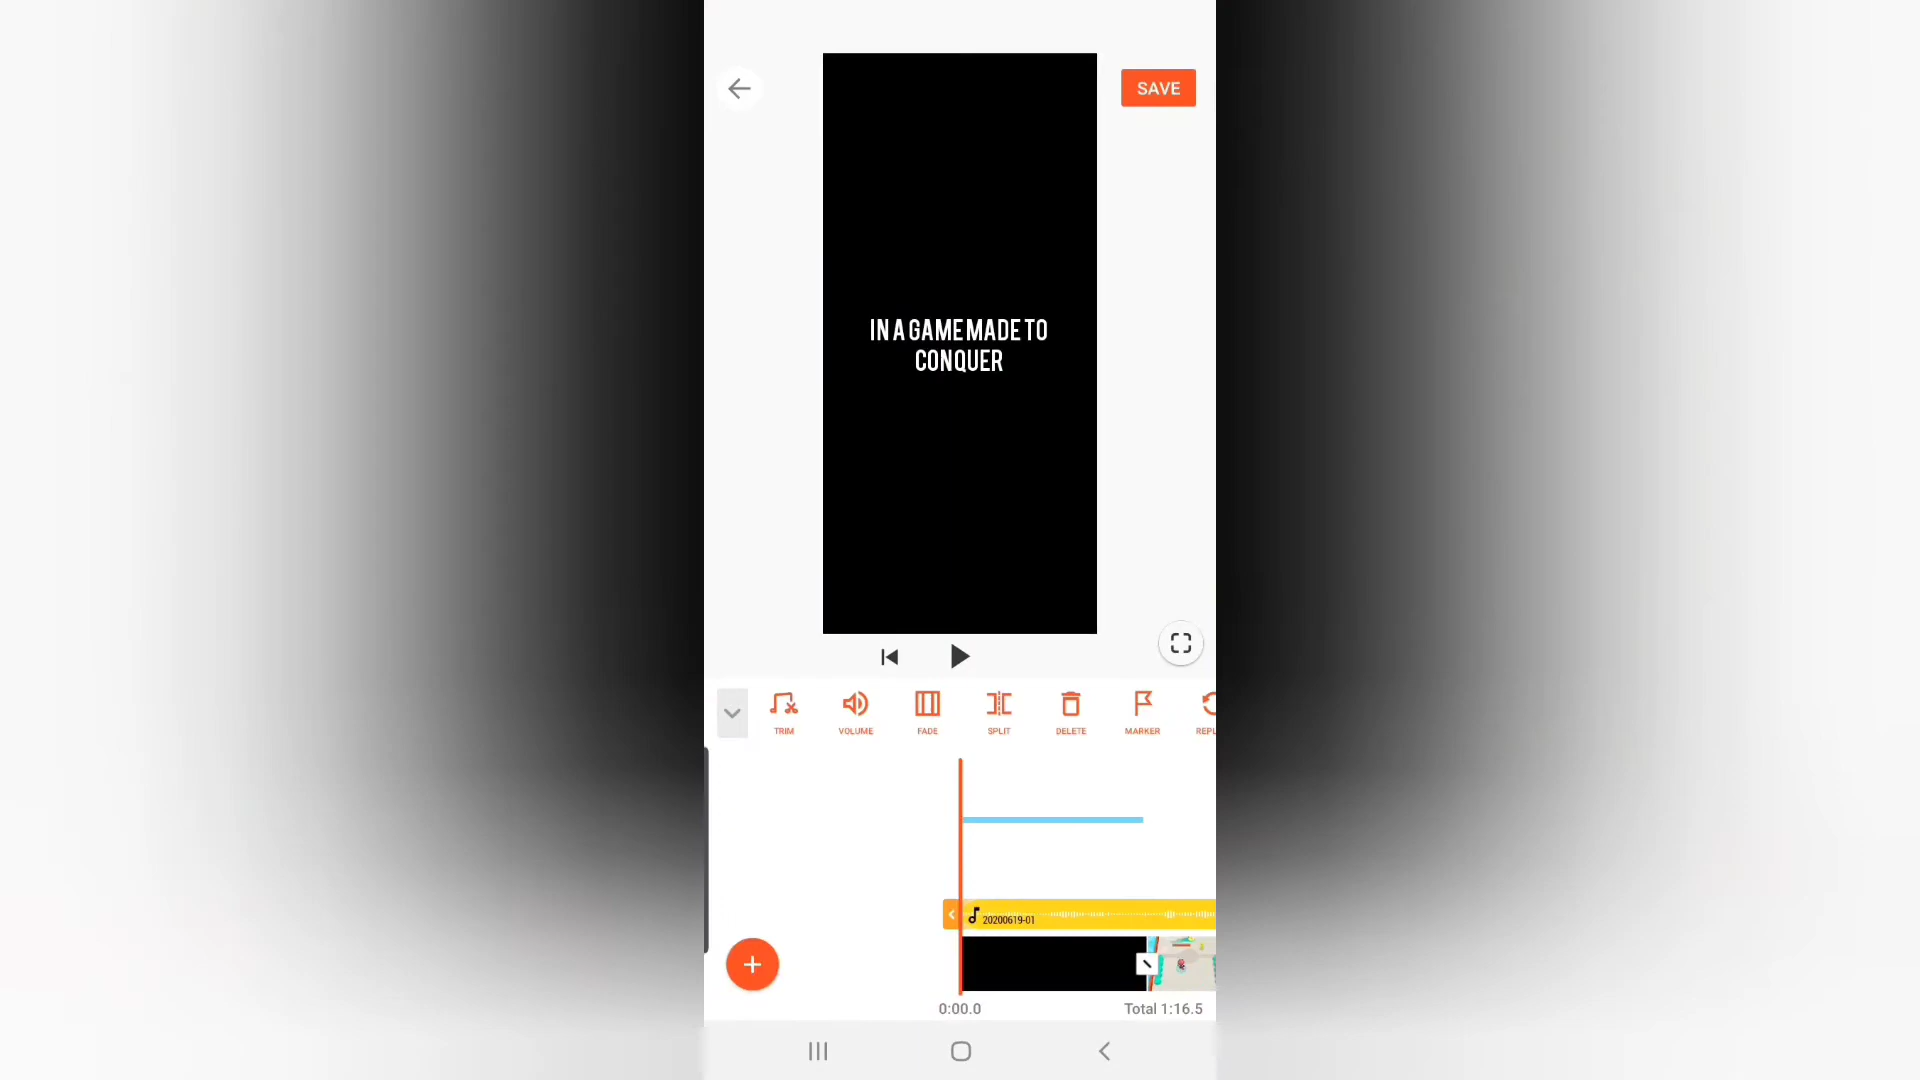 SAVE
IN A GAME MADE TO
CONQUER
TRIM
VOLUME
FADE
SPLIT
DELETE
MARKER
REPL
20200619-01
0:00.0
Total 1:16.5